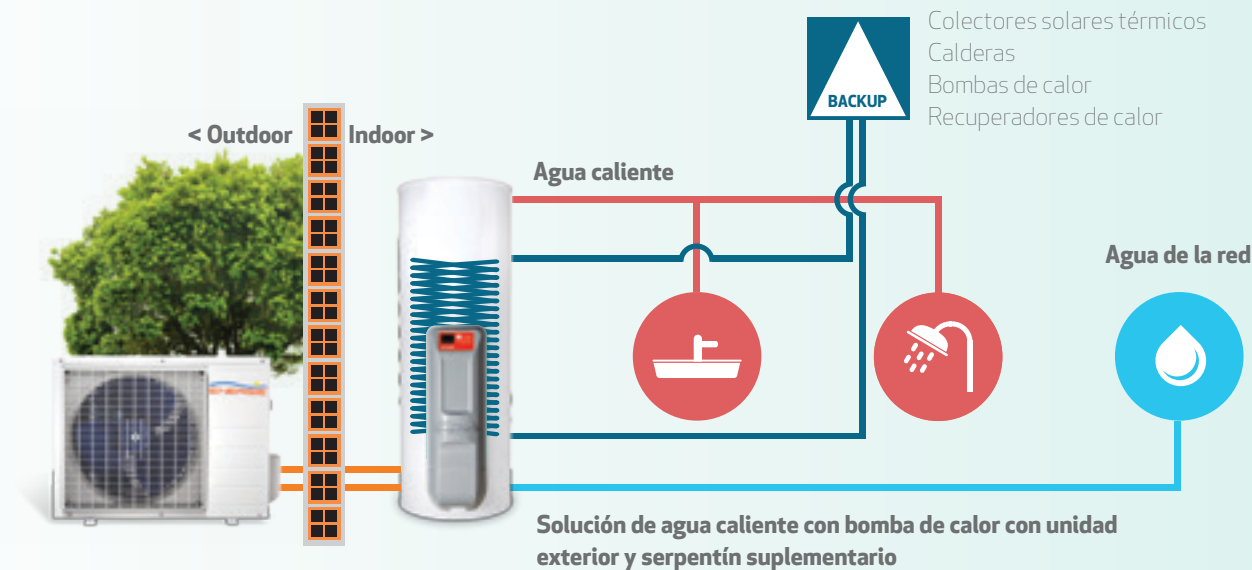 Colectores solares térmicos
Calderas
Bombas de calor
Recuperadores de calor
BACKUP
< Outdoor
Indoor >
Agua caliente
Agua de la red
Solución de agua caliente con bomba de calor con unidad
exterior y serpentín suplementario